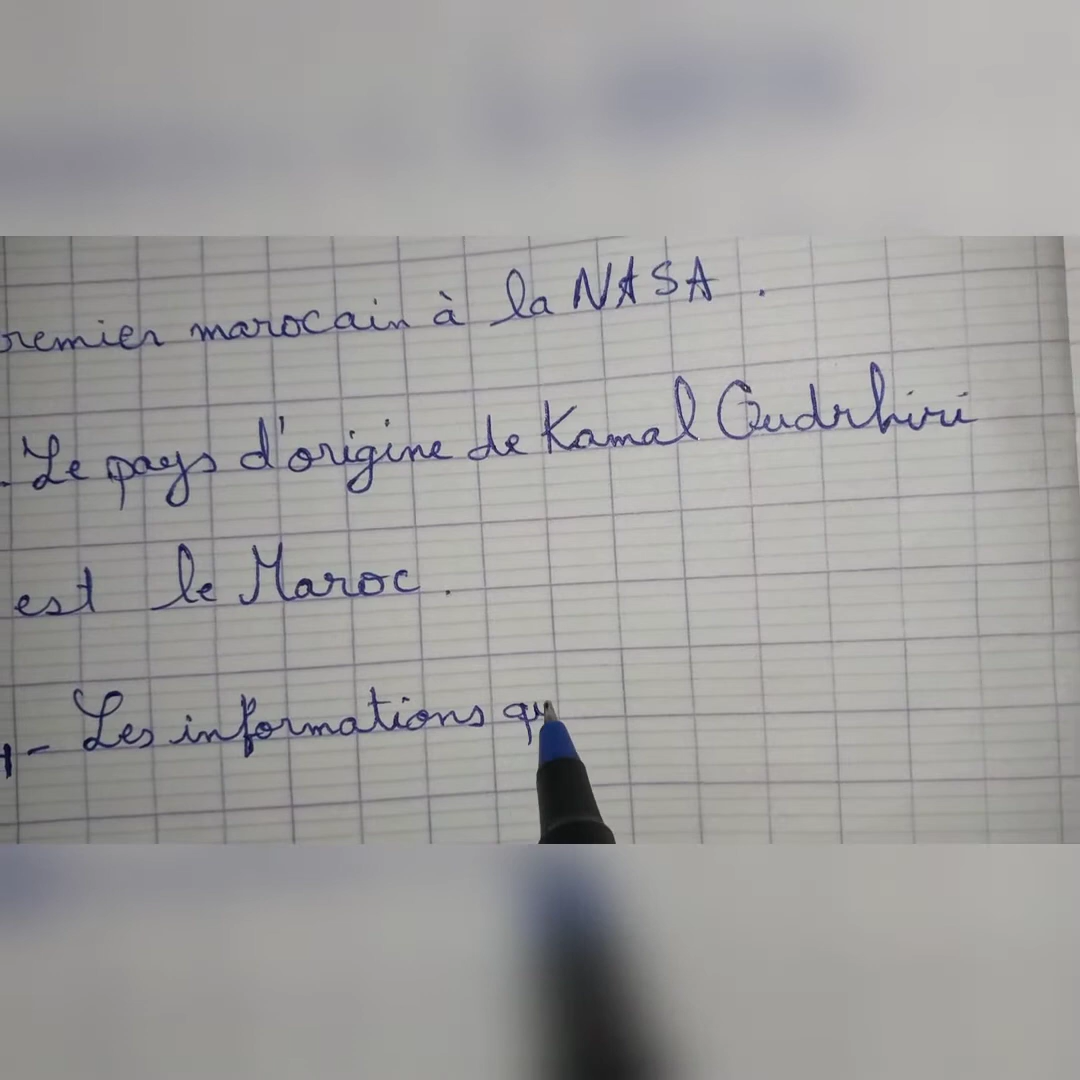 remier marocain à la NASA.
. Le pays d'origine de Kamal Oudrhiri
est le Maroc.
- Les informations qu